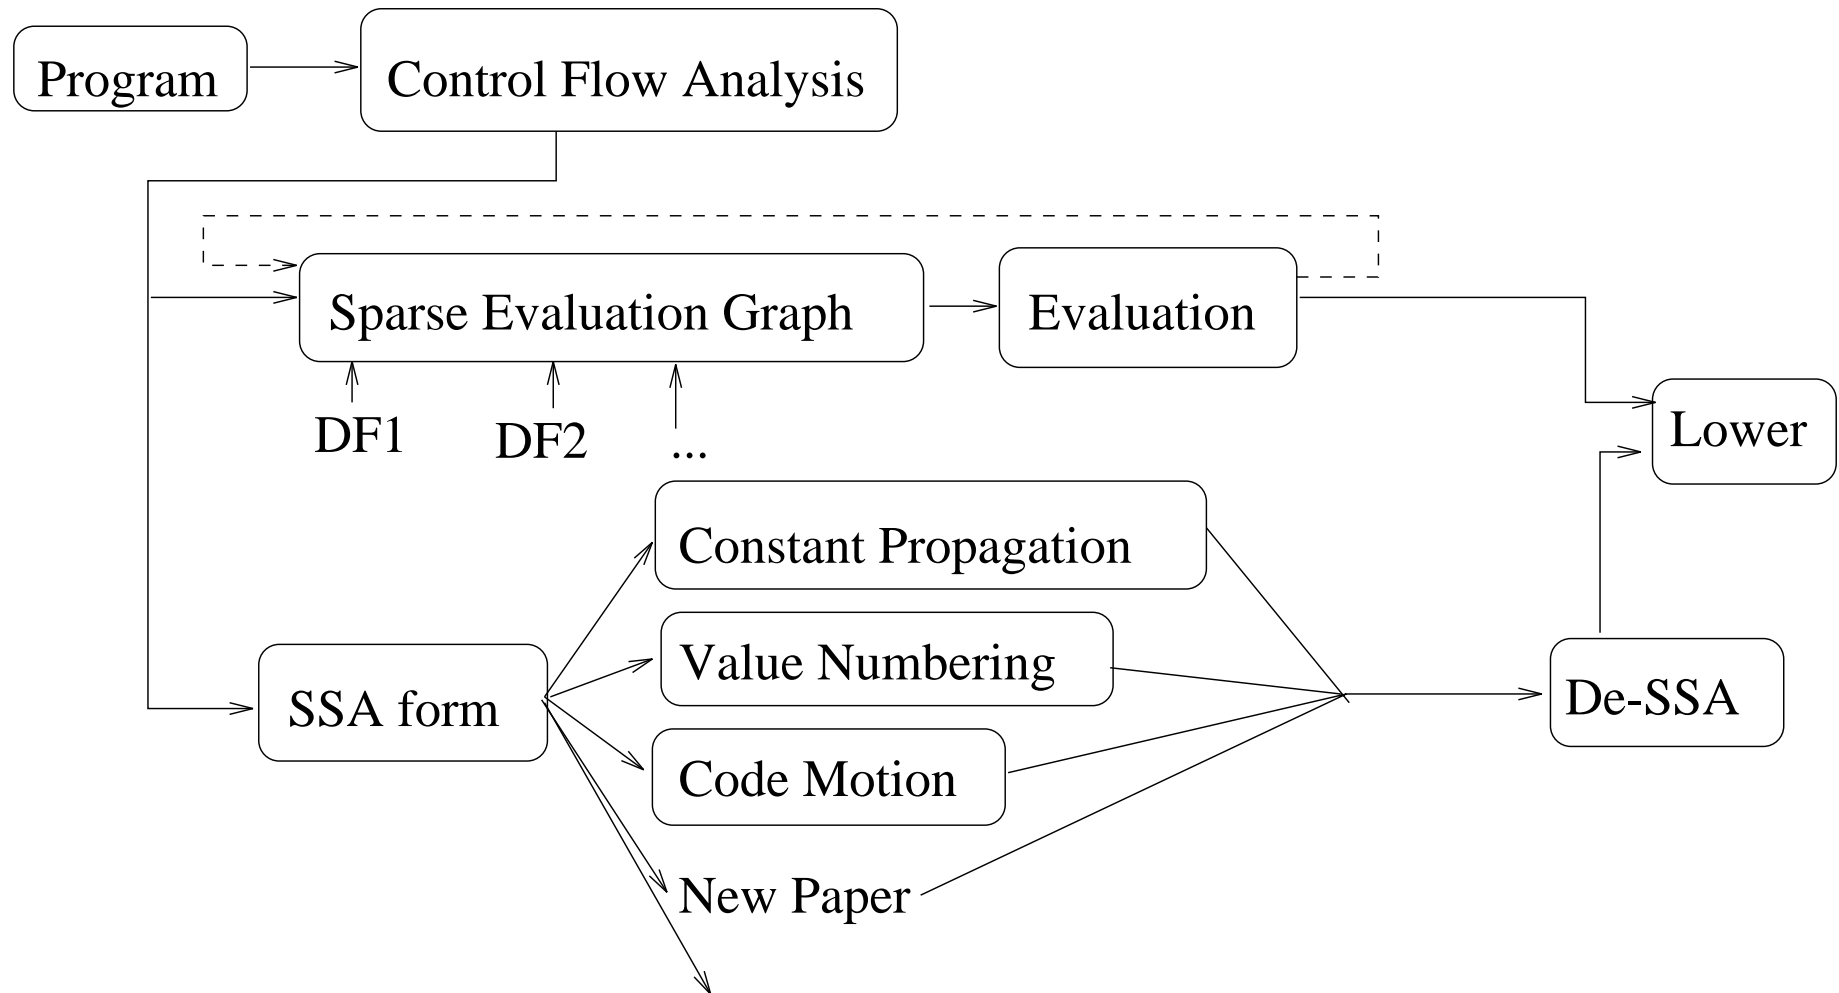 Program
Control Flow Analysis
Sparse Evaluation Graph
Evaluation
DF1
DF2
...
Lower
Constant Propagation
Value Numbering
SSA form
De-SSA
Code Motion
New Paper